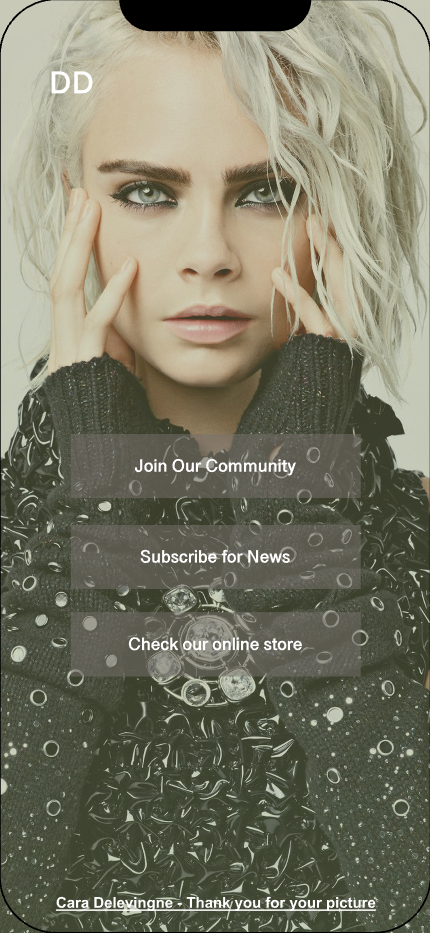 DD
Join Our Community
Subscribe for News
Check our online store
Cara Delevingne - Thank you for your picture